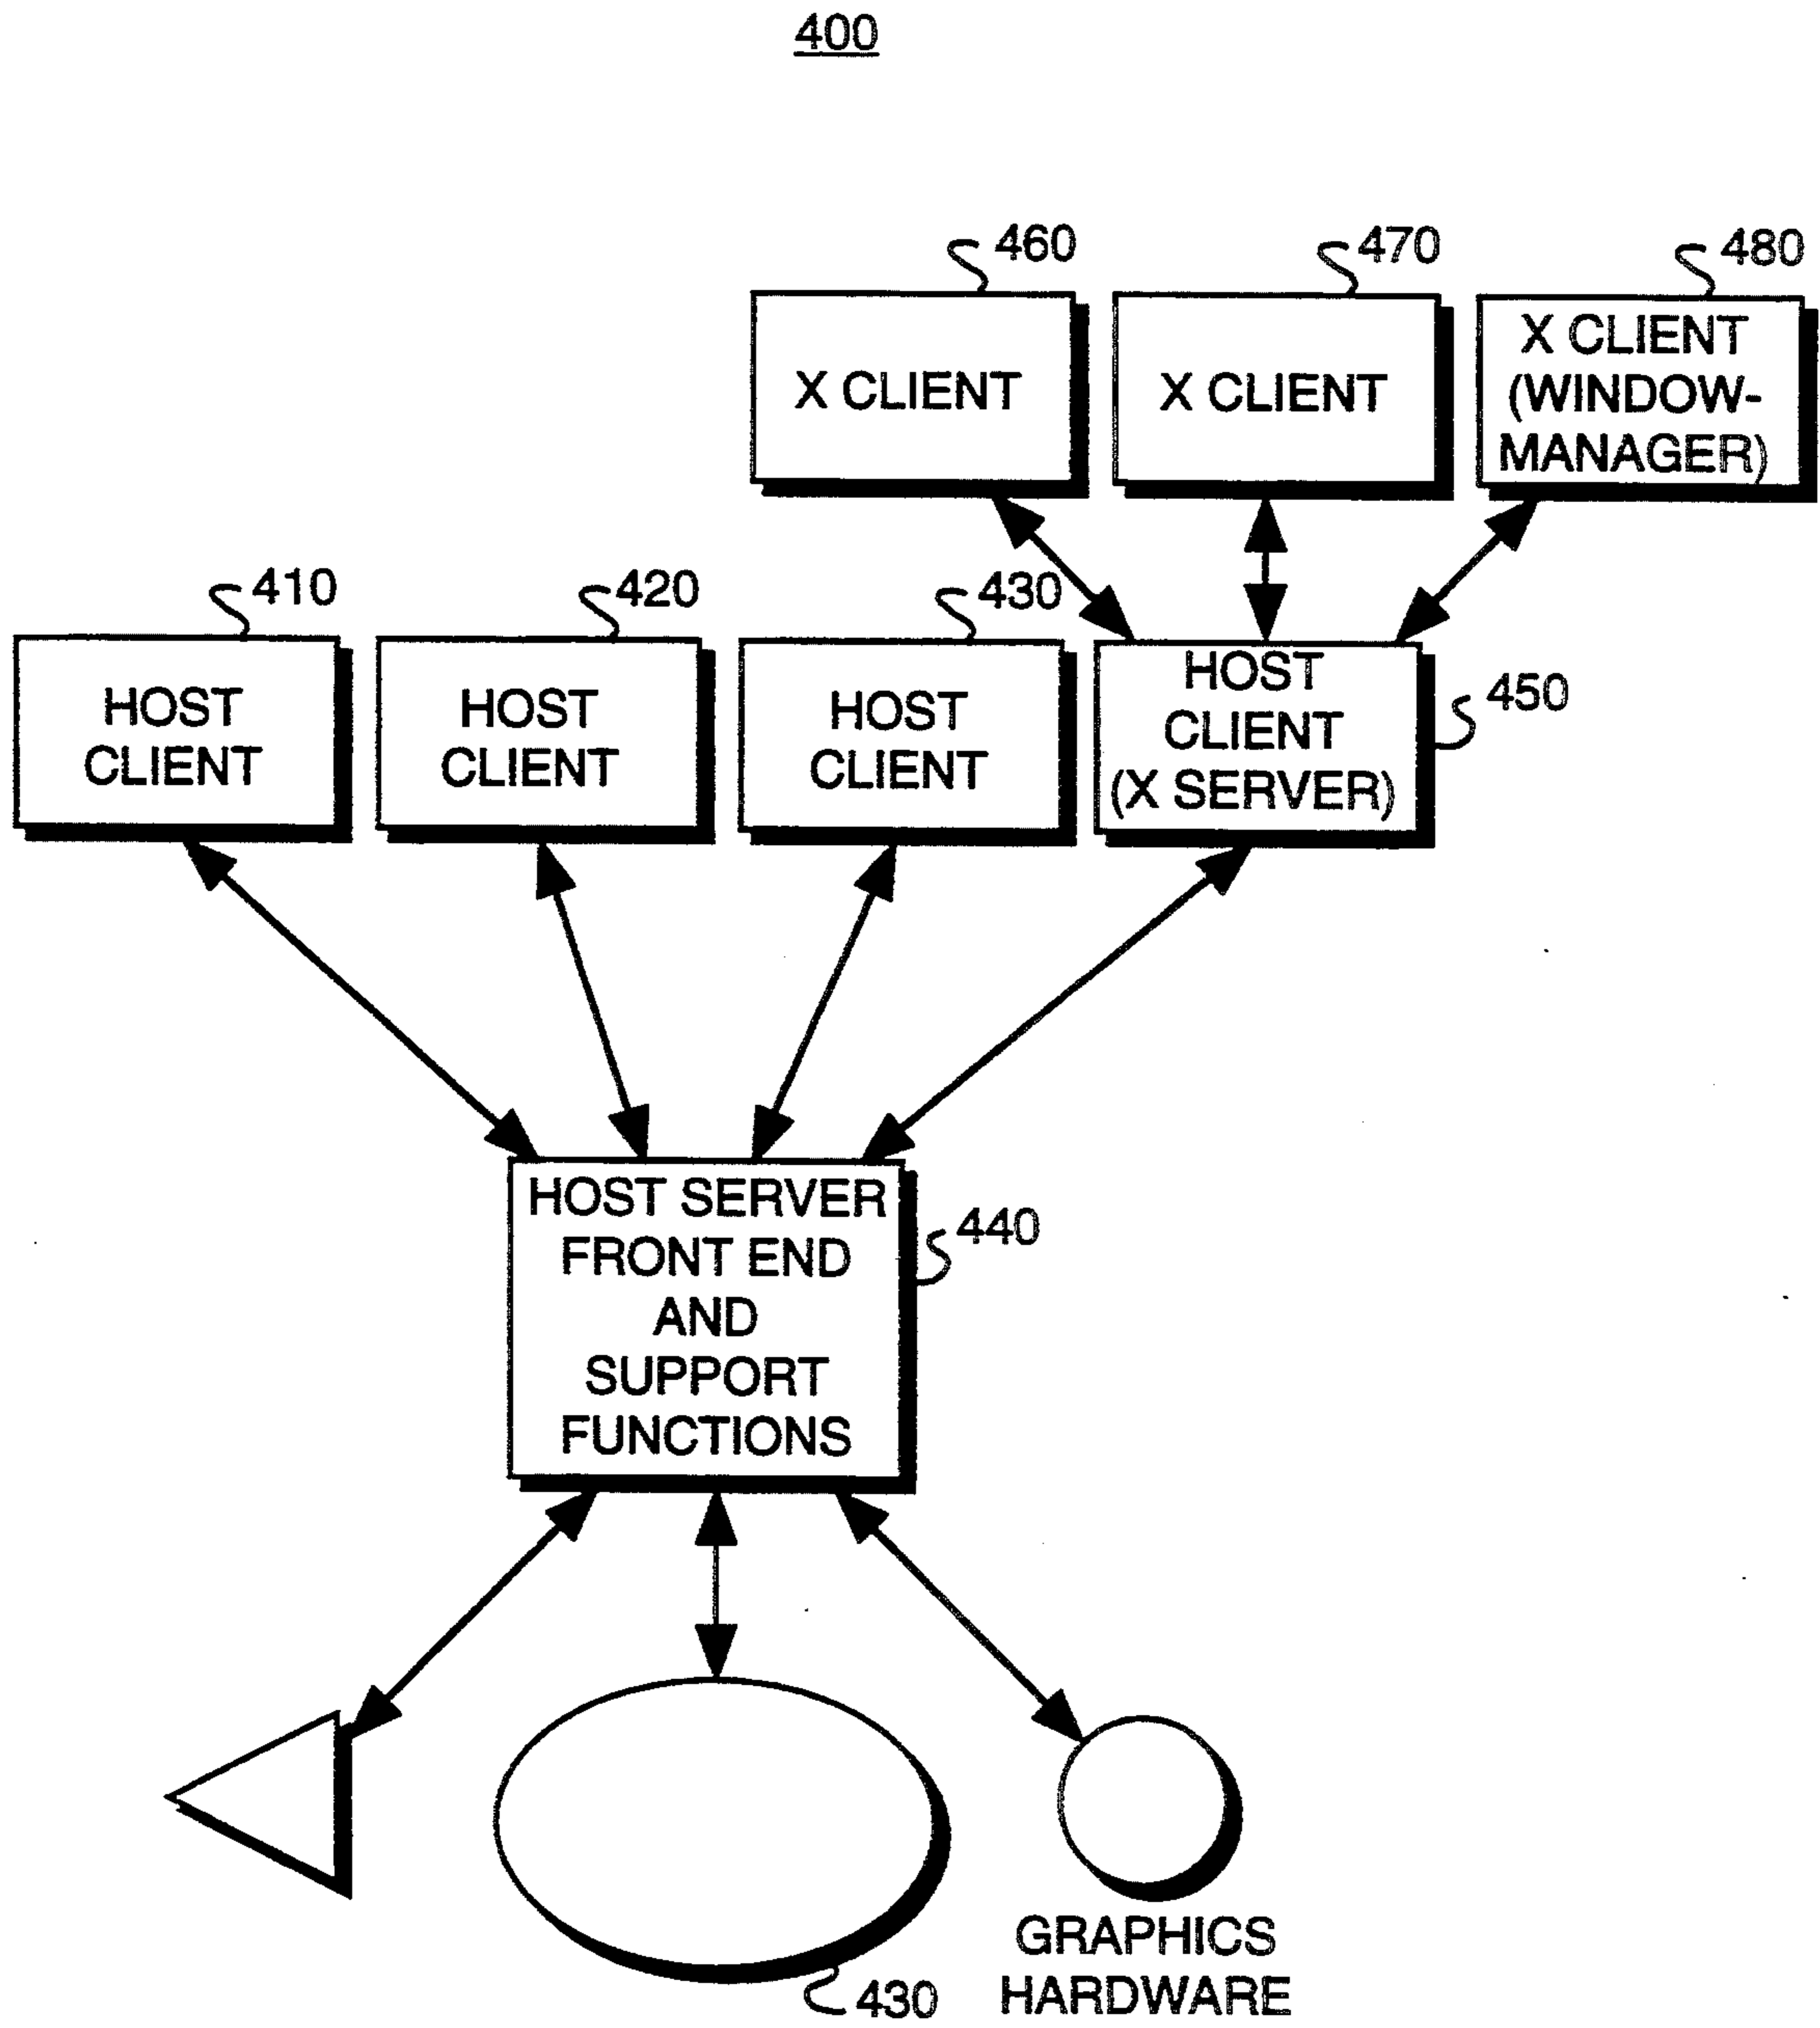 400
460
470
480
X CLIENT
X CLIENT
X CLIENT
(WINDOW-
MANAGER)
410
420
430
HOST
CLIENT
HOST
CLIENT
HOST
CLIENT
HOST
CLIENT
(X SERVER)
450
HOST SERVER
FRONT END
AND
SUPPORT
FUNCTIONS
440
430
GRAPHICS
HARDWARE